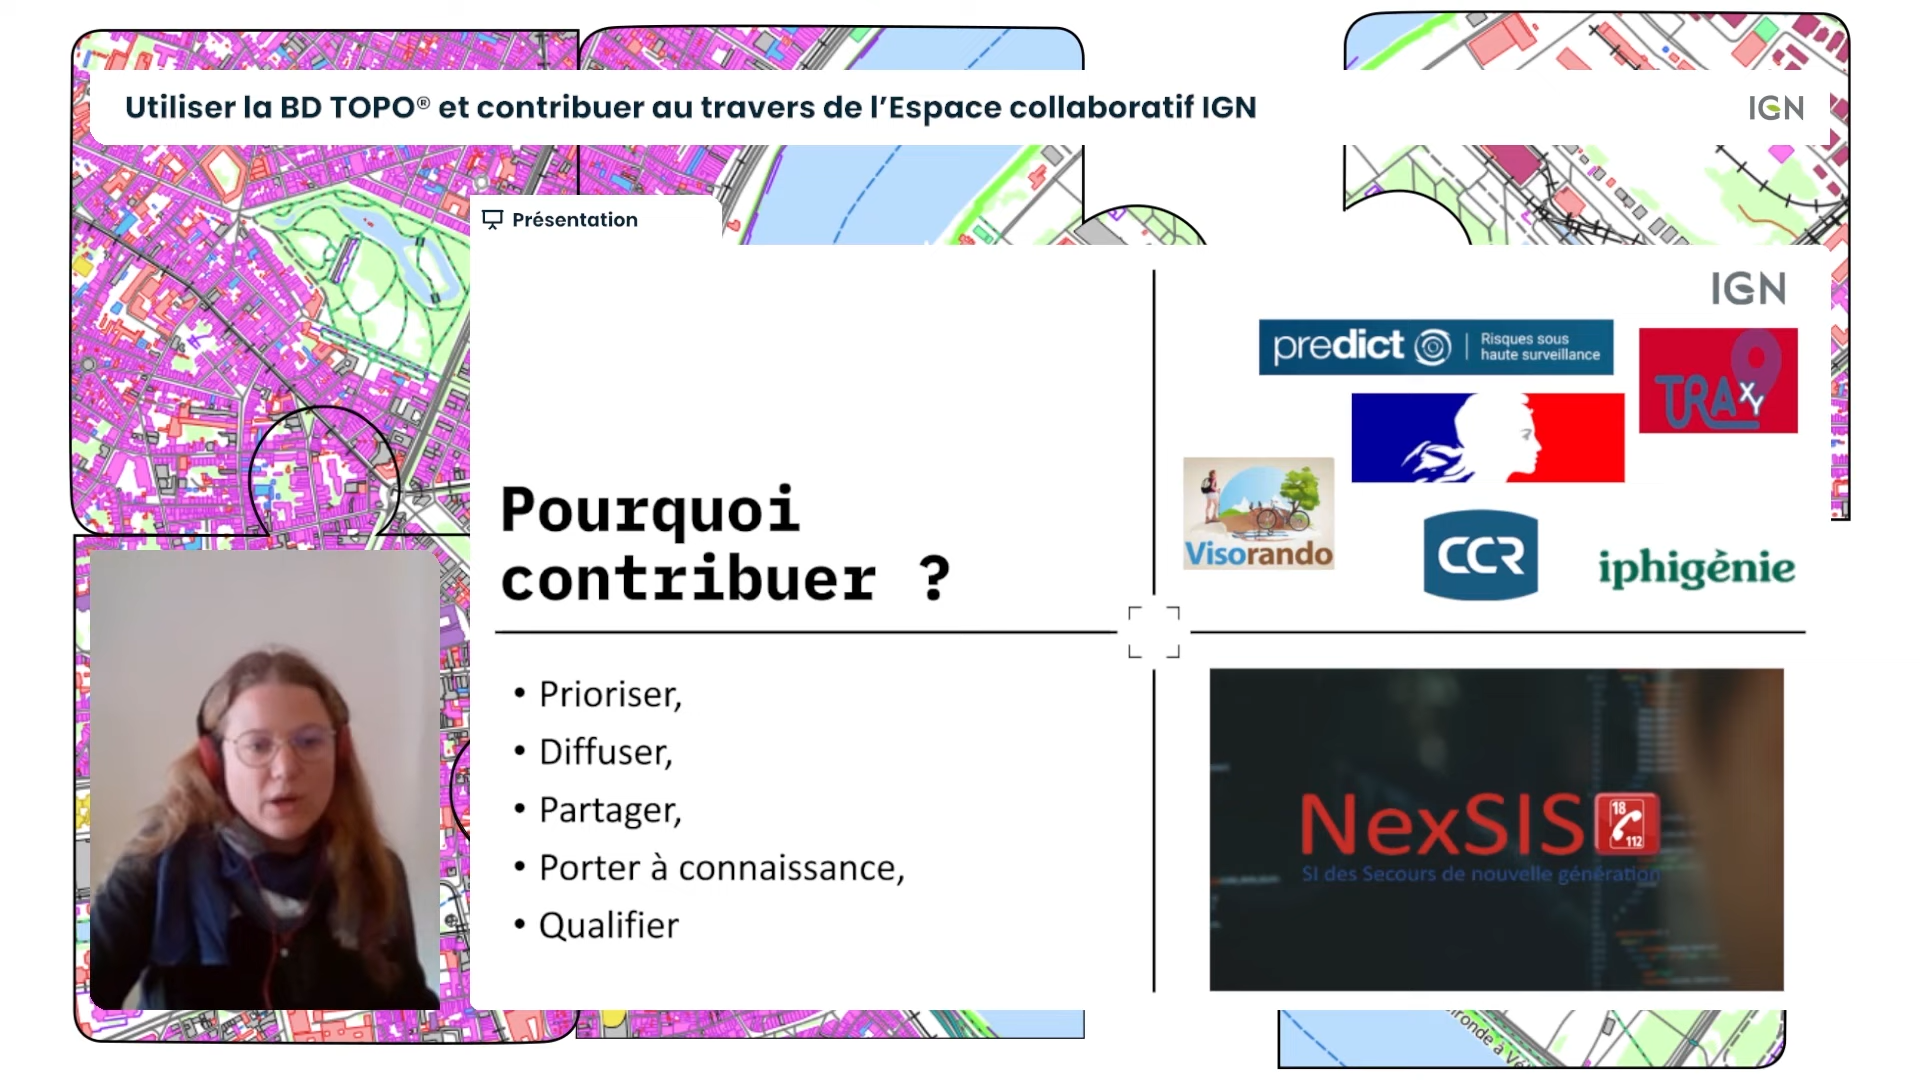 Utiliser la BD TOPO® et contribuer au travers de l’Espace collaboratif IGN
IGN
Présentation
IGN
predict
Risques sous
haute surveillance
TRAXY
Visorando
CCR
iphigénie
Pourquoi
contribuer ?
• Prioriser,
• Diffuser,
• Partager,
• Porter à connaissance,
• Qualifier
NexSIS
18
112
SI des Secours de nouvelle génération